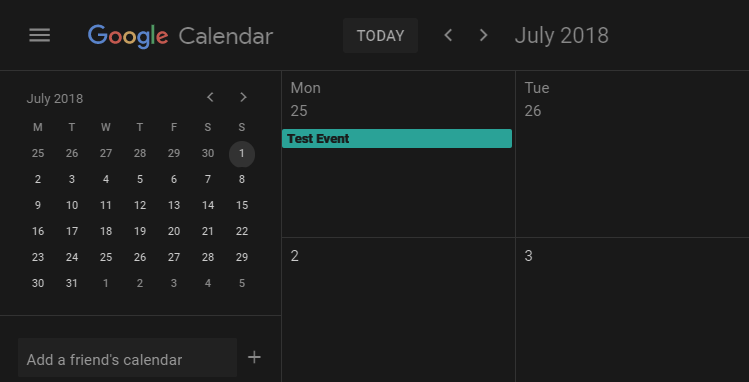 Google Calendar TODAY July 2018
July 2018
M T W T F S S
25 26 27 28 29 30 1
2 3 4 5 6 7 8
9 10 11 12 13 14 15
16 17 18 19 20 21 22
23 24 25 26 27 28 29
30 31 1 2 3 4 5
Add a friend's calendar
Mon Tue
25 26
Test Event
2 3